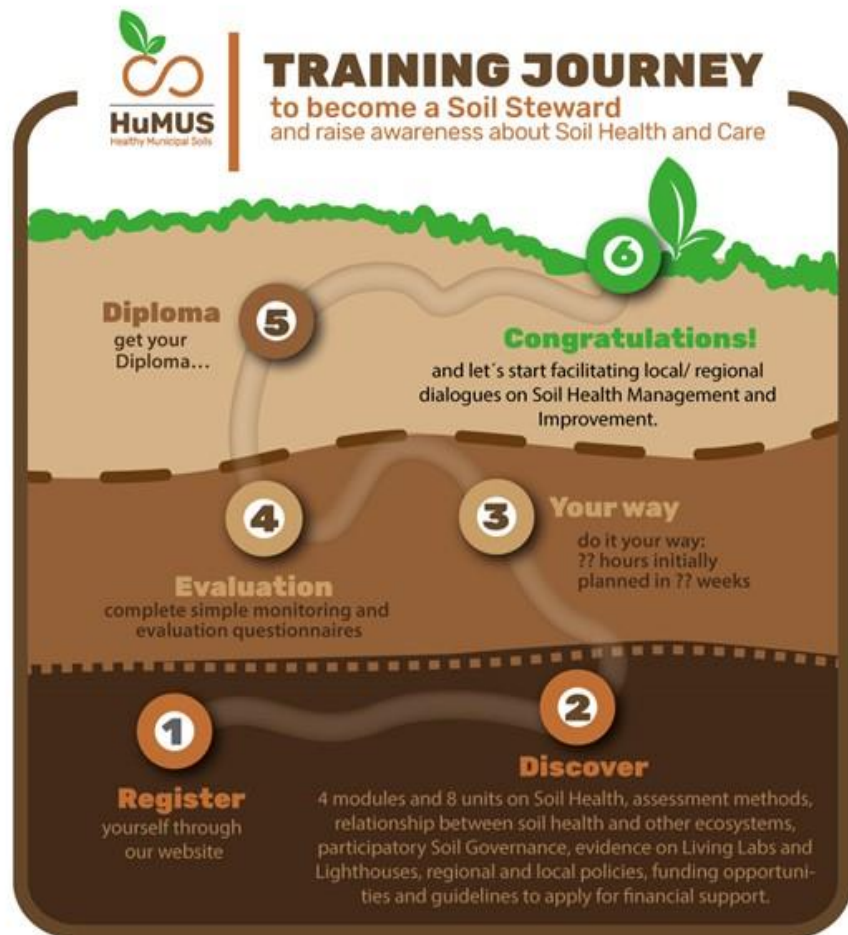 HuMUS
Healthy Municipal Soils
TRAINING JOURNEY
to become a Soil Steward
and raise awareness about Soil Health and Care
6
Congratulations!
and let´s start facilitating local/ regional
dialogues on Soil Health Management and
Improvement.
5
Diploma
get your
Diploma...
4
Evaluation
complete simple monitoring and
evaluation questionnaires
3
Your way
do it your way:
?? hours initially
planned in ?? weeks
1
Register
yourself through
our website
2
Discover
4 modules and 8 units on Soil Health, assessment methods,
relationship between soil health and other ecosystems,
participatory Soil Governance, evidence on Living Labs and
Lighthouses, regional and local policies, funding opportuni-
ties and guidelines to apply for financial support.